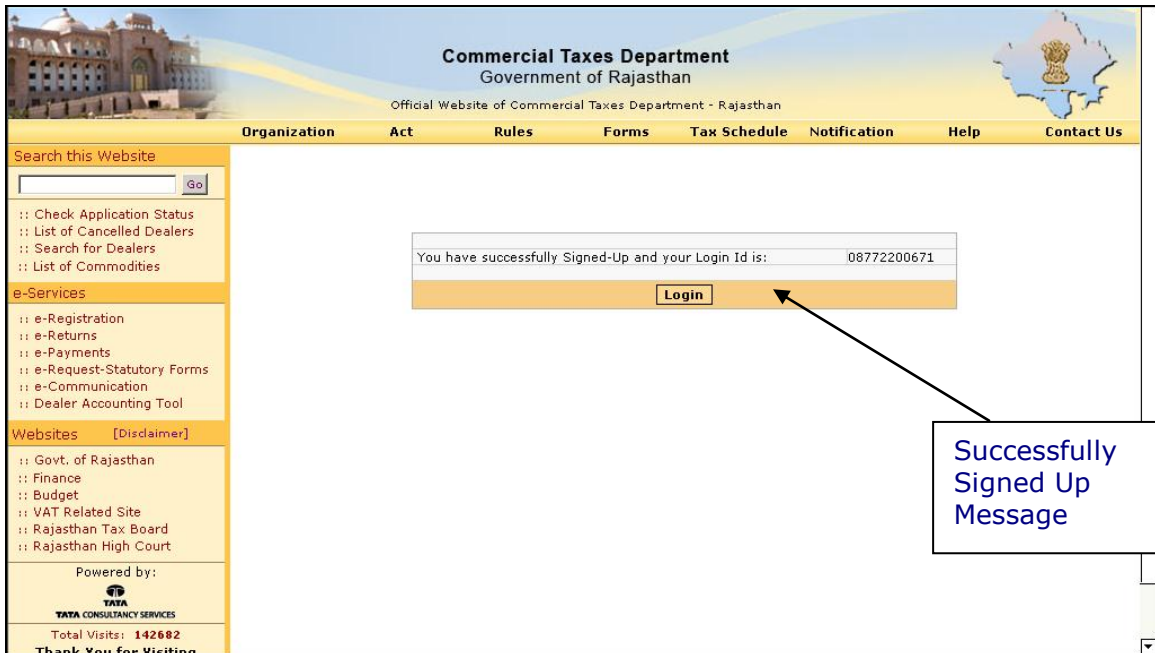 Commercial Taxes Department
Government of Rajasthan
Official Website of Commercial Taxes Department - Rajasthan
Organization Act Rules Forms Tax Schedule Notification Help Contact Us
Search this Website
Go
:: Check Application Status
:: List of Cancelled Dealers
:: Search for Dealers
:: List of Commodities
e-Services
:: e-Registration
:: e-Returns
:: e-Payments
:: e-Request-Statutory Forms
:: e-Communication
:: Dealer Accounting Tool
Websites [Disclaimer]
:: Govt. of Rajasthan
:: Finance
:: Budget
:: VAT Related Site
:: Rajasthan Tax Board
:: Rajasthan High Court
Powered by:
TATA
TATA CONSULTANCY SERVICES
Total Visits: 142682
Thank You for Visiting
You have successfully Signed-Up and your Login Id is: 08772200671
Login
Successfully
Signed Up
Message